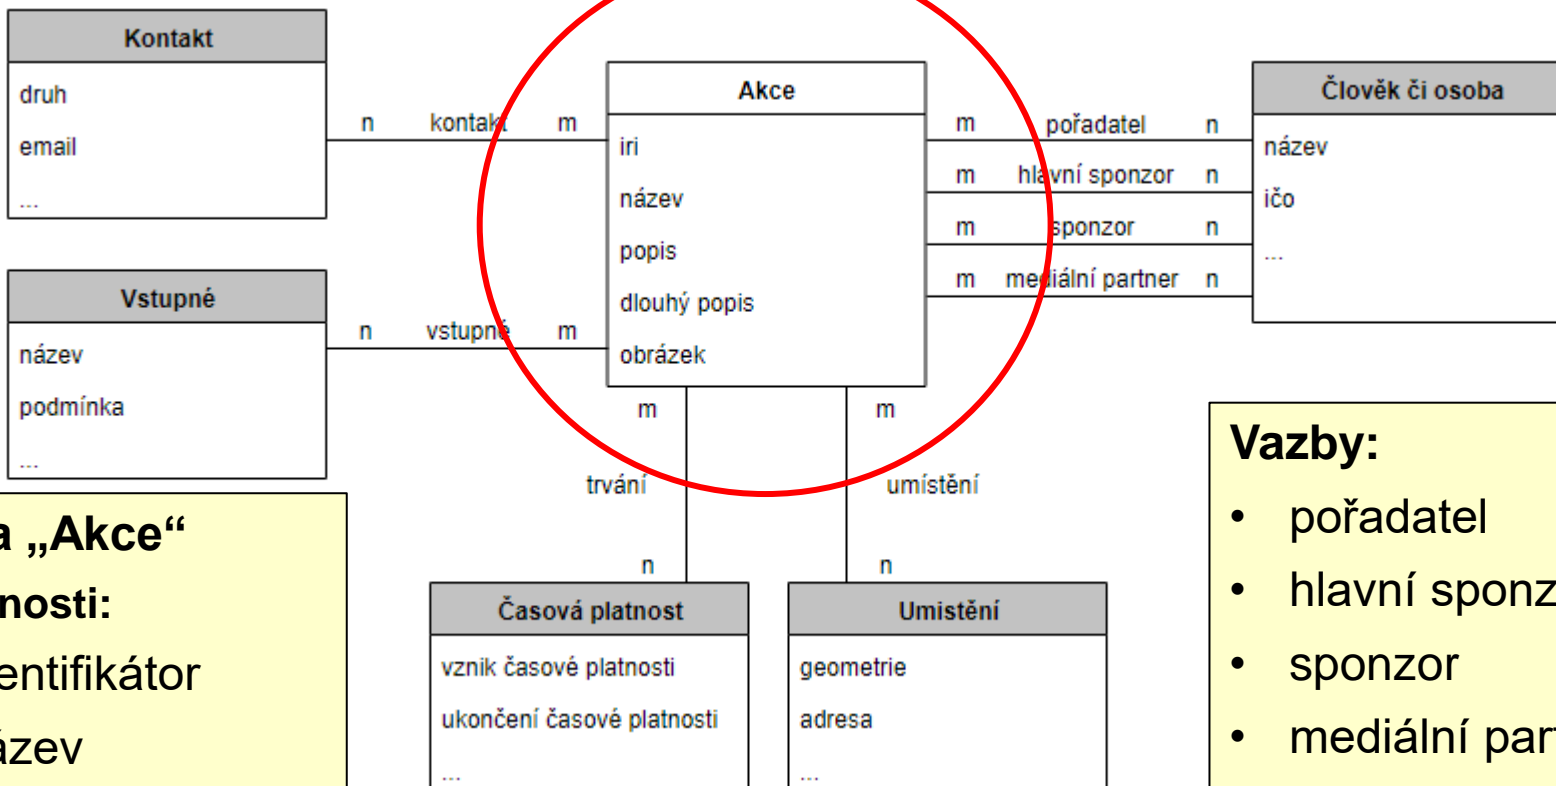 Kontakt
druh
email
...
n kontakt m
Vstupné
název
podmínka
...
n vstupné m
Akce
iri
název
popis
dlouhý popis
obrázek
m pořadatel n
m hlavní sponzor n
m sponzor n
m mediální partner n
Člověk či osoba
název
ičo
...
m
trvání
n
m
umístění
n
Časová platnost
vznik časové platnosti
ukončení časové platnosti
...
Umistění
geometrie
adresa
...
a „Akce“
nosti:
entifikátor
ázev
Vazby:
• pořadatel
• hlavní sponz
• sponzor
• mediální par